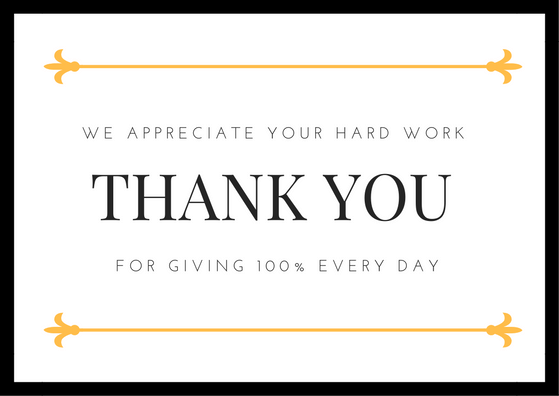 WE APPRECIATE YOUR HARD WORK
THANK YOU
FOR GIVING 100% EVERY DAY